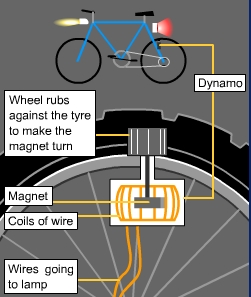 Dynamo
Wheel rubs
against the tyre
to make the
magnet turn
Magnet
Coils of wire
Wires going
to lamp